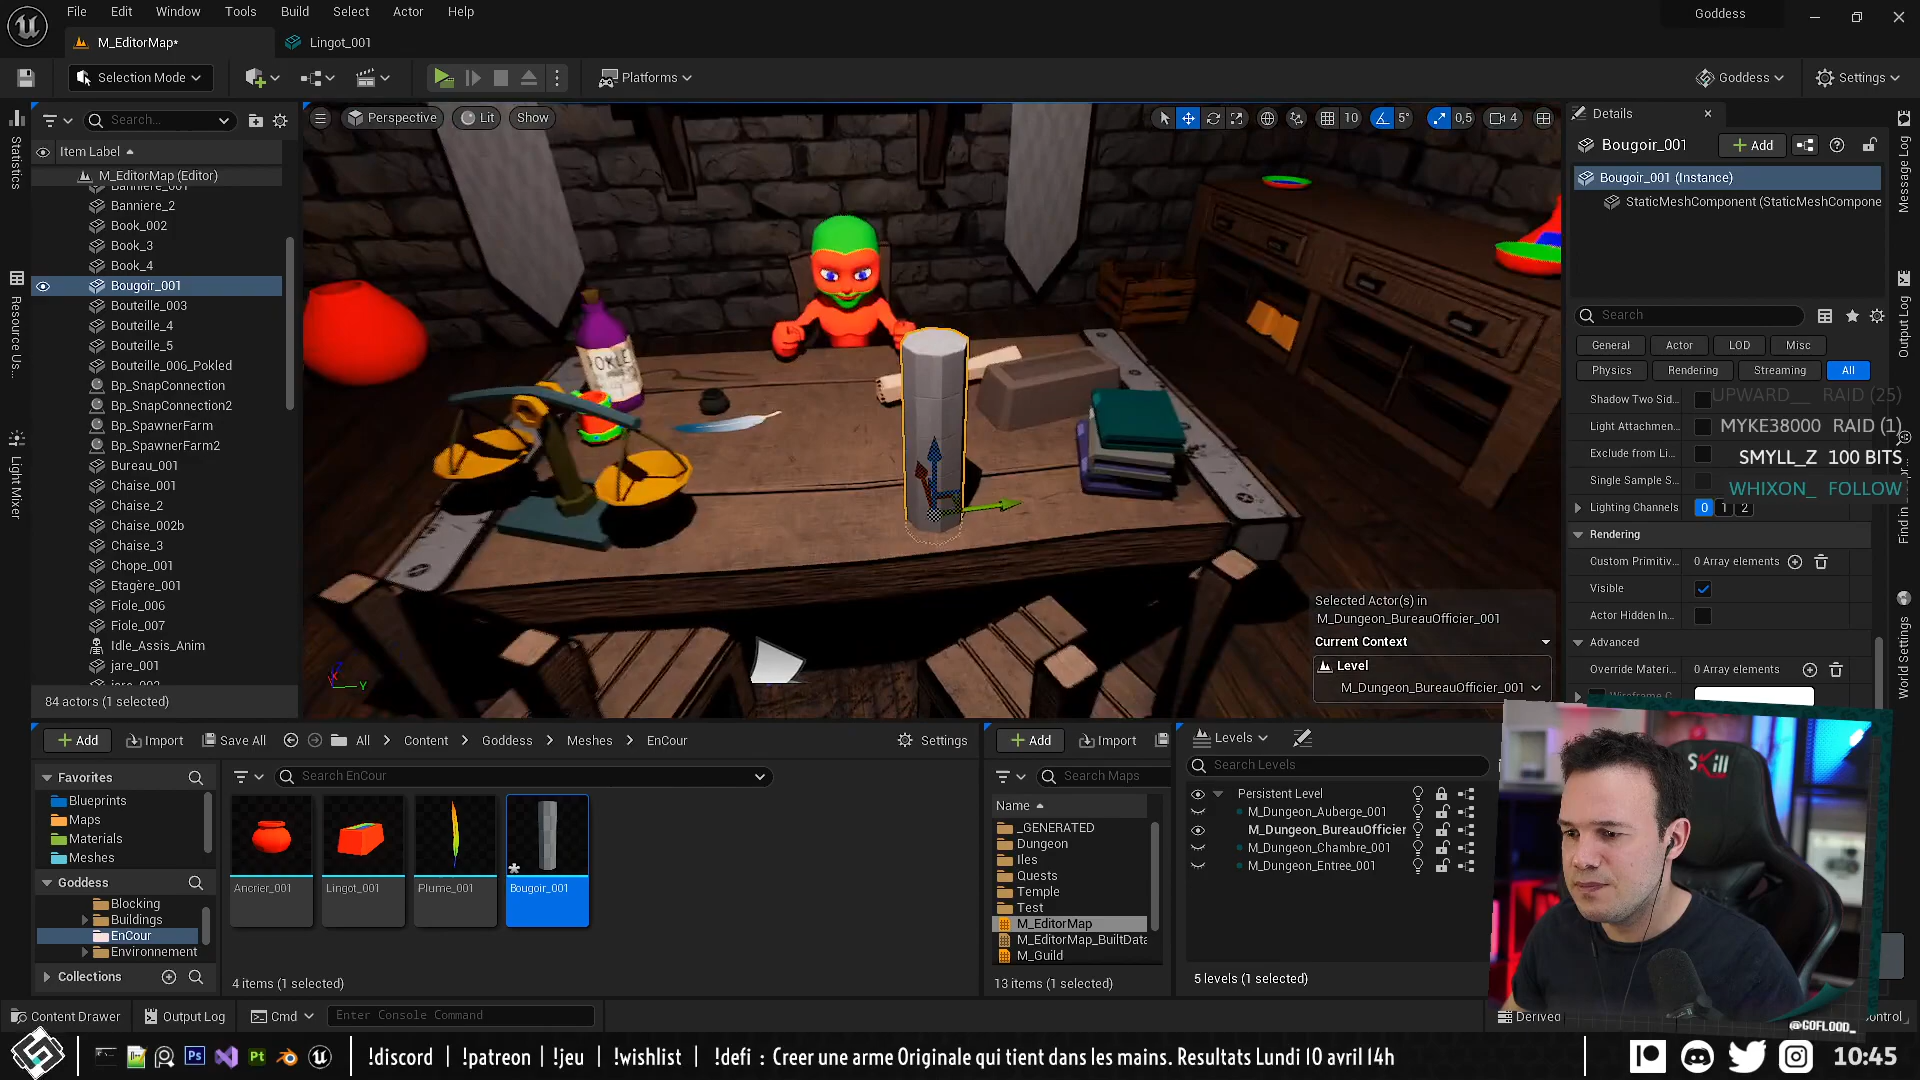 File Edit Window Tools Build Select Actor Help
Goddess
M_EditorMap*
Lingot_001
Selection Mode
Platforms
Goddess
Settings
Search...
Item Label
M_EditorMap (Editor)
Banniere_001
Banniere_2
Book_002
Book_3
Book_4
Bougoir_001
Bouteille_003
Bouteille_4
Bouteille_5
Bouteille_006_Pokled
Bp_SnapConnection
Bp_SnapConnection2
Bp_SpawnerFarm
Bp_SpawnerFarm2
Bureau_001
Chaise_001
Chaise_2
Chaise_002b
Chaise_3
Chope_001
Etagère_001
Fiole_006
Fiole_007
Idle_Assis_Anim
jare_001
84 actors (1 selected)
Statistics
Resource Us...
Light Mixer
Perspective
Lit
Show
10
5°
0,5
4
Selected Actor(s) in
M_Dungeon_BureauOfficier_001
Current Context
Level
M_Dungeon_BureauOfficier_001
Details
Bougoir_001
Add
Bougoir_001 (Instance)
StaticMeshComponent (StaticMeshCompone
Search
General
Actor
LOD
Misc
Physics
Rendering
Streaming
All
Shadow Two Sid...
UPWARD__ RAID (25)
Light Attachmen...
MYKE38000 RAID (1)
Exclude from Li...
SMYLL_Z 100 BITS
Single Sample S...
WHIXON_ FOLLOW
Lighting Channels
0
1
2
Rendering
Custom Primitiv...
0 Array elements
Visible
Actor Hidden In...
Advanced
Override Materi...
0 Array elements
Message Log
Output Log
World Settings
Add
Import
Save All
All
Content
Goddess
Meshes
EnCour
Settings
Favorites
Blueprints
Maps
Materials
Meshes
Goddess
Blocking
Buildings
EnCour
Environnement
Collections
Search EnCour
Ancrier_001
Lingot_001
Plume_001
Bougoir_001
4 items (1 selected)
Add
Import
Search Maps
Name
_GENERATED
Dungeon
Iles
Quests
Temple
Test
M_EditorMap
M_EditorMap_BuiltData
M_Guild
13 items (1 selected)
Levels
Search Levels
Persistent Level
M_Dungeon_Auberge_001
M_Dungeon_BureauOfficier
M_Dungeon_Chambre_001
M_Dungeon_Entree_001
5 levels (1 selected)
Content Drawer
Output Log
Cmd
Enter Console Command
Derived
SKILL
@GOFLOOD_
!discord | !patreon | !jeu | !wishlist | !defi : Creer une arme Originale qui tient dans les mains. Resultats Lundi 10 avril 14h
10:45